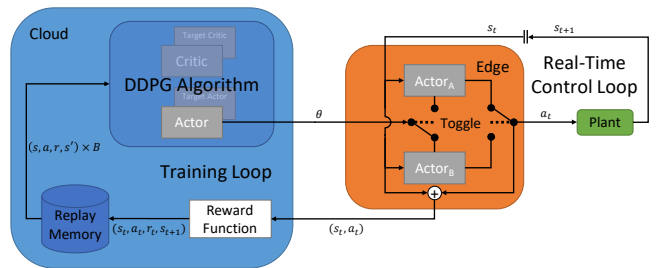 Cloud
Target Critic
Critic
DDPG Algorithm
Target Actor
Actor
(s, a, r, s′) × B
Training Loop
Replay
Memory
(s_t, a_t, r_t, s_{t+1})
Reward
Function
(s_t, a_t)
θ
s_t
s_{t+1}
Edge
Real-Time
Control Loop
Actor_A
Toggle
a_t
Plant
Actor_B
+